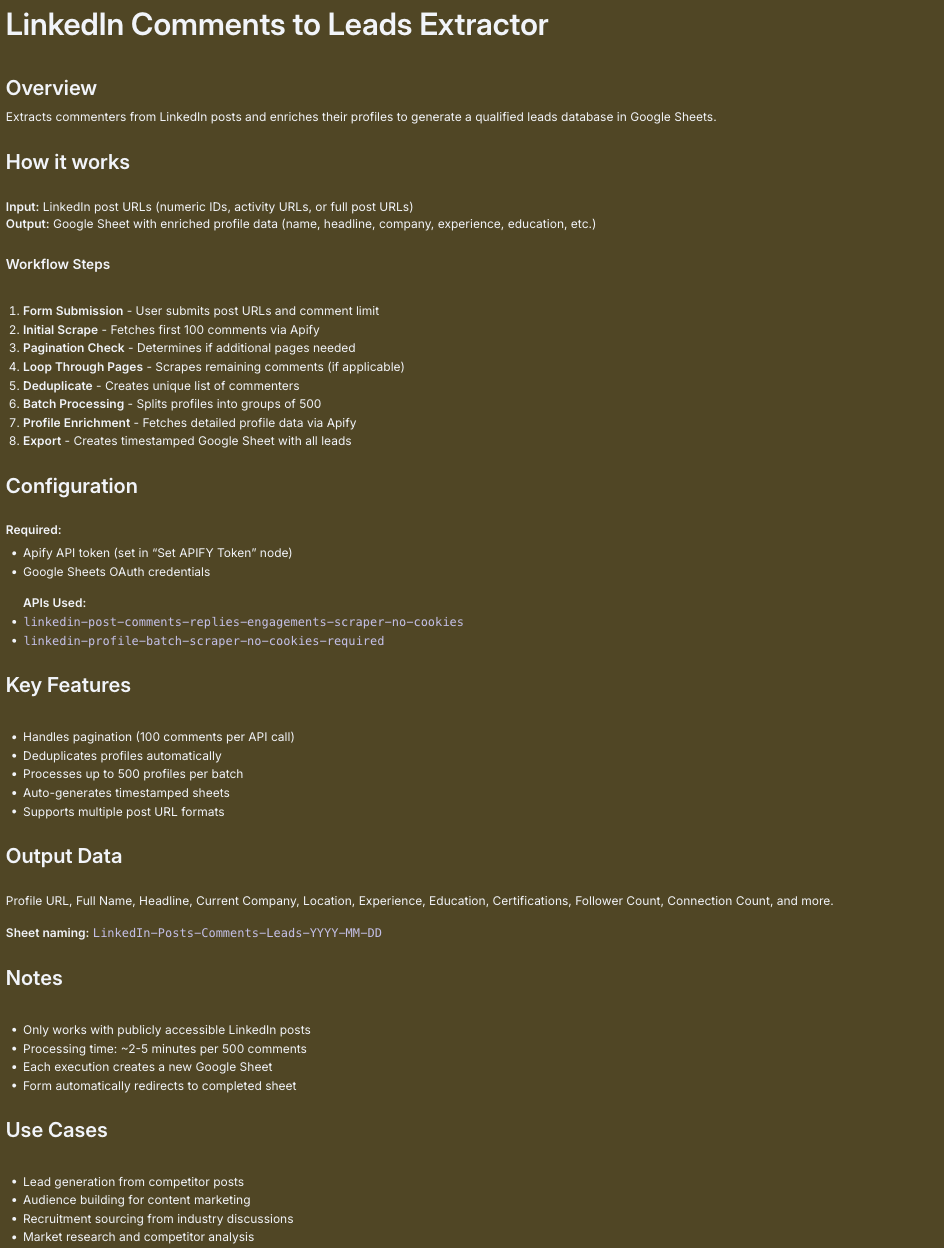 LinkedIn Comments to Leads Extractor
Overview
Extracts commenters from LinkedIn posts and enriches their profiles to generate a qualified leads database in Google Sheets.
How it works
Input: LinkedIn post URLs (numeric IDs, activity URLs, or full post URLs)
Output: Google Sheet with enriched profile data (name, headline, company, experience, education, etc.)
Workflow Steps
1. Form Submission - User submits post URLs and comment limit
2. Initial Scrape - Fetches first 100 comments via Apify
3. Pagination Check - Determines if additional pages needed
4. Loop Through Pages - Scrapes remaining comments (if applicable)
5. Deduplicate - Creates unique list of commenters
6. Batch Processing - Splits profiles into groups of 500
7. Profile Enrichment - Fetches detailed profile data via Apify
8. Export - Creates timestamped Google Sheet with all leads
Configuration
Required:
• Apify API token (set in “Set APIFY Token” node)
• Google Sheets OAuth credentials
APIs Used:
• linkedin-post-comments-replies-engagements-scraper-no-cookies
• linkedin-profile-batch-scraper-no-cookies-required
Key Features
• Handles pagination (100 comments per API call)
• Deduplicates profiles automatically
• Processes up to 500 profiles per batch
• Auto-generates timestamped sheets
• Supports multiple post URL formats
Output Data
Profile URL, Full Name, Headline, Current Company, Location, Experience, Education, Certifications, Follower Count, Connection Count, and more.
Sheet naming: LinkedIn-Posts-Comments-Leads-YYYY-MM-DD
Notes
• Only works with publicly accessible LinkedIn posts
• Processing time: ~2-5 minutes per 500 comments
• Each execution creates a new Google Sheet
• Form automatically redirects to completed sheet
Use Cases
• Lead generation from competitor posts
• Audience building for content marketing
• Recruitment sourcing from industry discussions
• Market research and competitor analysis